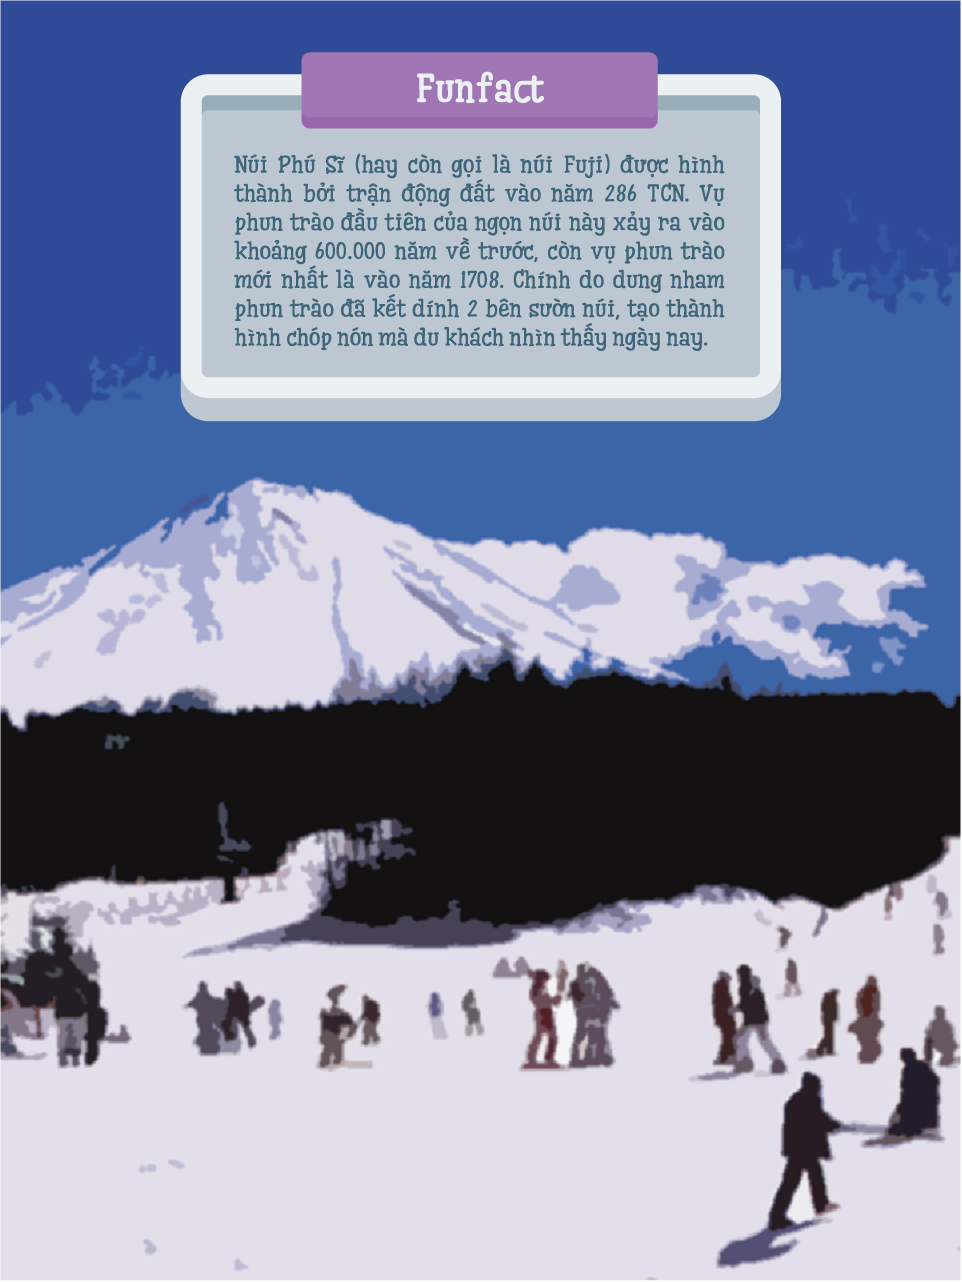 Funfact
Núi Phú Sĩ (hay còn gọi là núi Fuji) được hình
thành bởi trận động đất vào năm 286 TCN. Vụ
phun trào đầu tiên của ngọn núi này xảy ra vào
khoảng 600.000 năm về trước, còn vụ phun trào
mới nhất là vào năm 1708. Chính do dung nham
phun trào đã kết dính 2 bên sườn núi, tạo thành
hình chóp nón mà du khách nhìn thấy ngày nay.